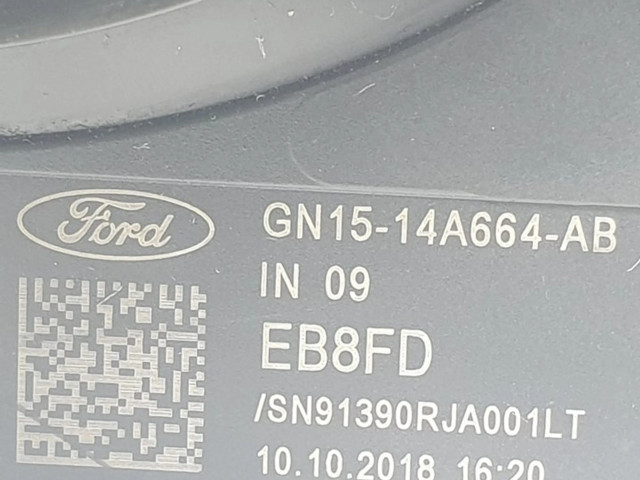 Ford
GN15-14A664-AB
IN 09
EB8FD
/SN91390RJA001LT
10.10.2018 16:20